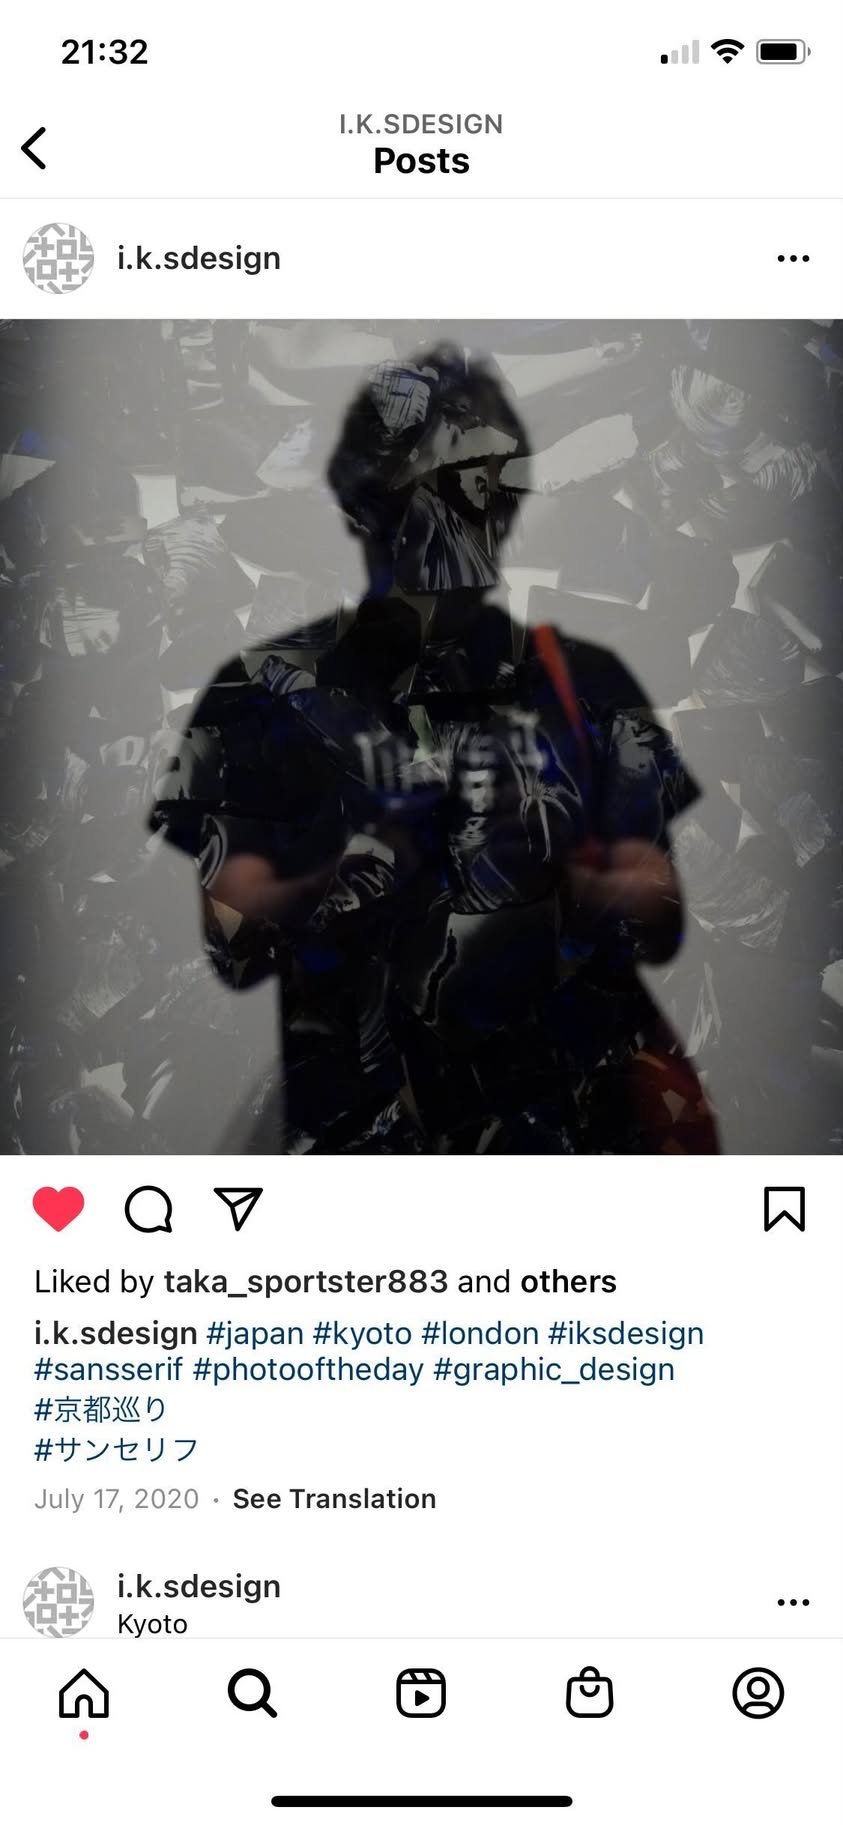 21:32
I.K.SDESIGN
Posts
i.k.sdesign
Liked by taka_sportster883 and others
i.k.sdesign #japan #kyoto #london #iksdesign
#sansserif #photooftheday #graphic_design
#京都巡り
#サンセリフ
July 17, 2020 · See Translation
i.k.sdesign
Kyoto